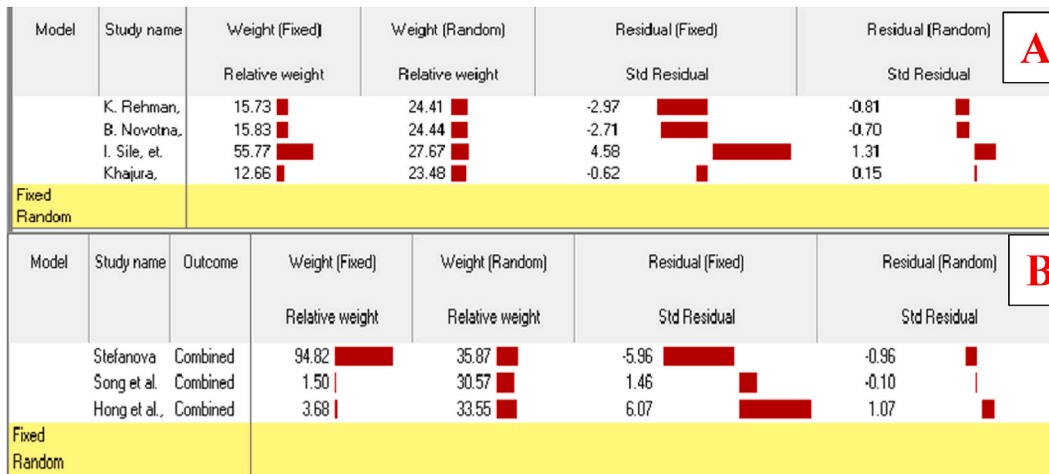 Model Study name Weight (Fixed) Weight (Random) Residual (Fixed) Residual (Random) A
Relative weight Relative weight Std Residual Std Residual
K. Rehman, 15.73 24.41 -2.97 -0.81
B. Novotna, 15.83 24.44 -2.71 -0.70
I. Sile, et. 55.77 27.67 4.58 1.31
Khajura, 12.66 23.48 -0.62 0.15
Fixed
Random
Model Study name Outcome Weight (Fixed) Weight (Random) Residual (Fixed) Residual (Random) B
Relative weight Relative weight Std Residual Std Residual
Stefanova Combined 94.82 35.87 -5.96 -0.96
Song et al. Combined 1.50 30.57 1.46 -0.10
Hong et al., Combined 3.68 33.55 6.07 1.07
Fixed
Random